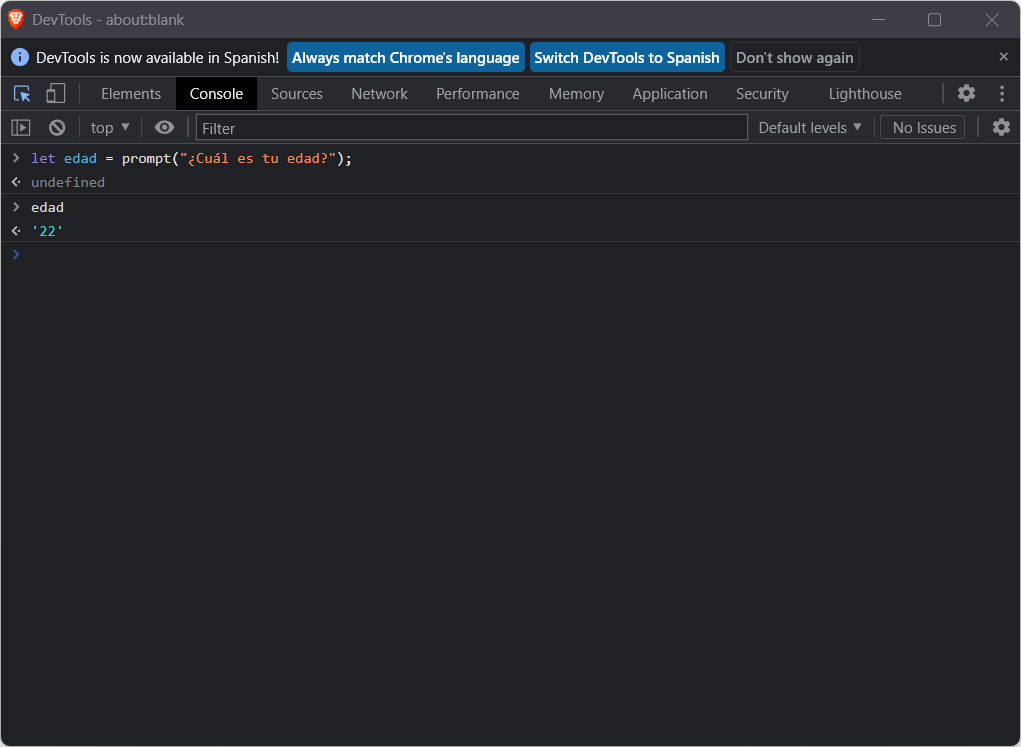 DevTools - about:blank
DevTools is now available in Spanish! Always match Chrome's language Switch DevTools to Spanish Don't show again
Elements Console Sources Network Performance Memory Application Security Lighthouse
top Filter Default levels No Issues
let edad = prompt("¿Cuál es tu edad?");
undefined
edad
'22'